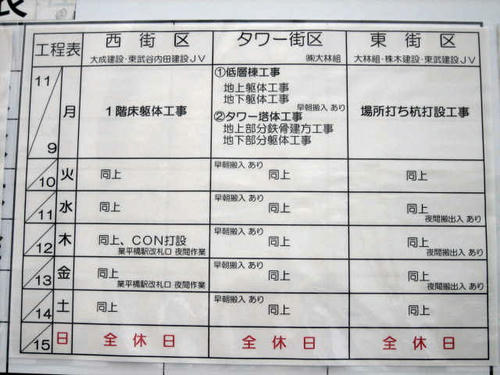 工程表 西街区 タワー街区 東街区
大成建設・東武谷内田建設JV ㈱大林組 大林組・株木建設・東武建設JV
11/9 月
1階床躯体工事
①低層棟工事
地上躯体工事
地下躯体工事
早朝搬入 あり
②タワー塔体工事
地上部分鉄骨建方工事
地下部分躯体工事
場所打ち杭打設工事
/10 火 同上 早朝搬入 あり 同上 同上
/11 水 同上 早朝搬入 あり 同上 同上
夜間搬出入 あり
/12 木 同上、CON打設 早朝搬入 あり 同上 同上
業平橋駅改札口 夜間作業 夜間搬出入 あり
/13 金 同上 早朝搬入 あり 同上 同上
業平橋駅改札口 夜間作業 夜間搬出入 あり
/14 土 同上 早朝搬入 あり 同上 同上
/15 日 全休日 全休日 全休日